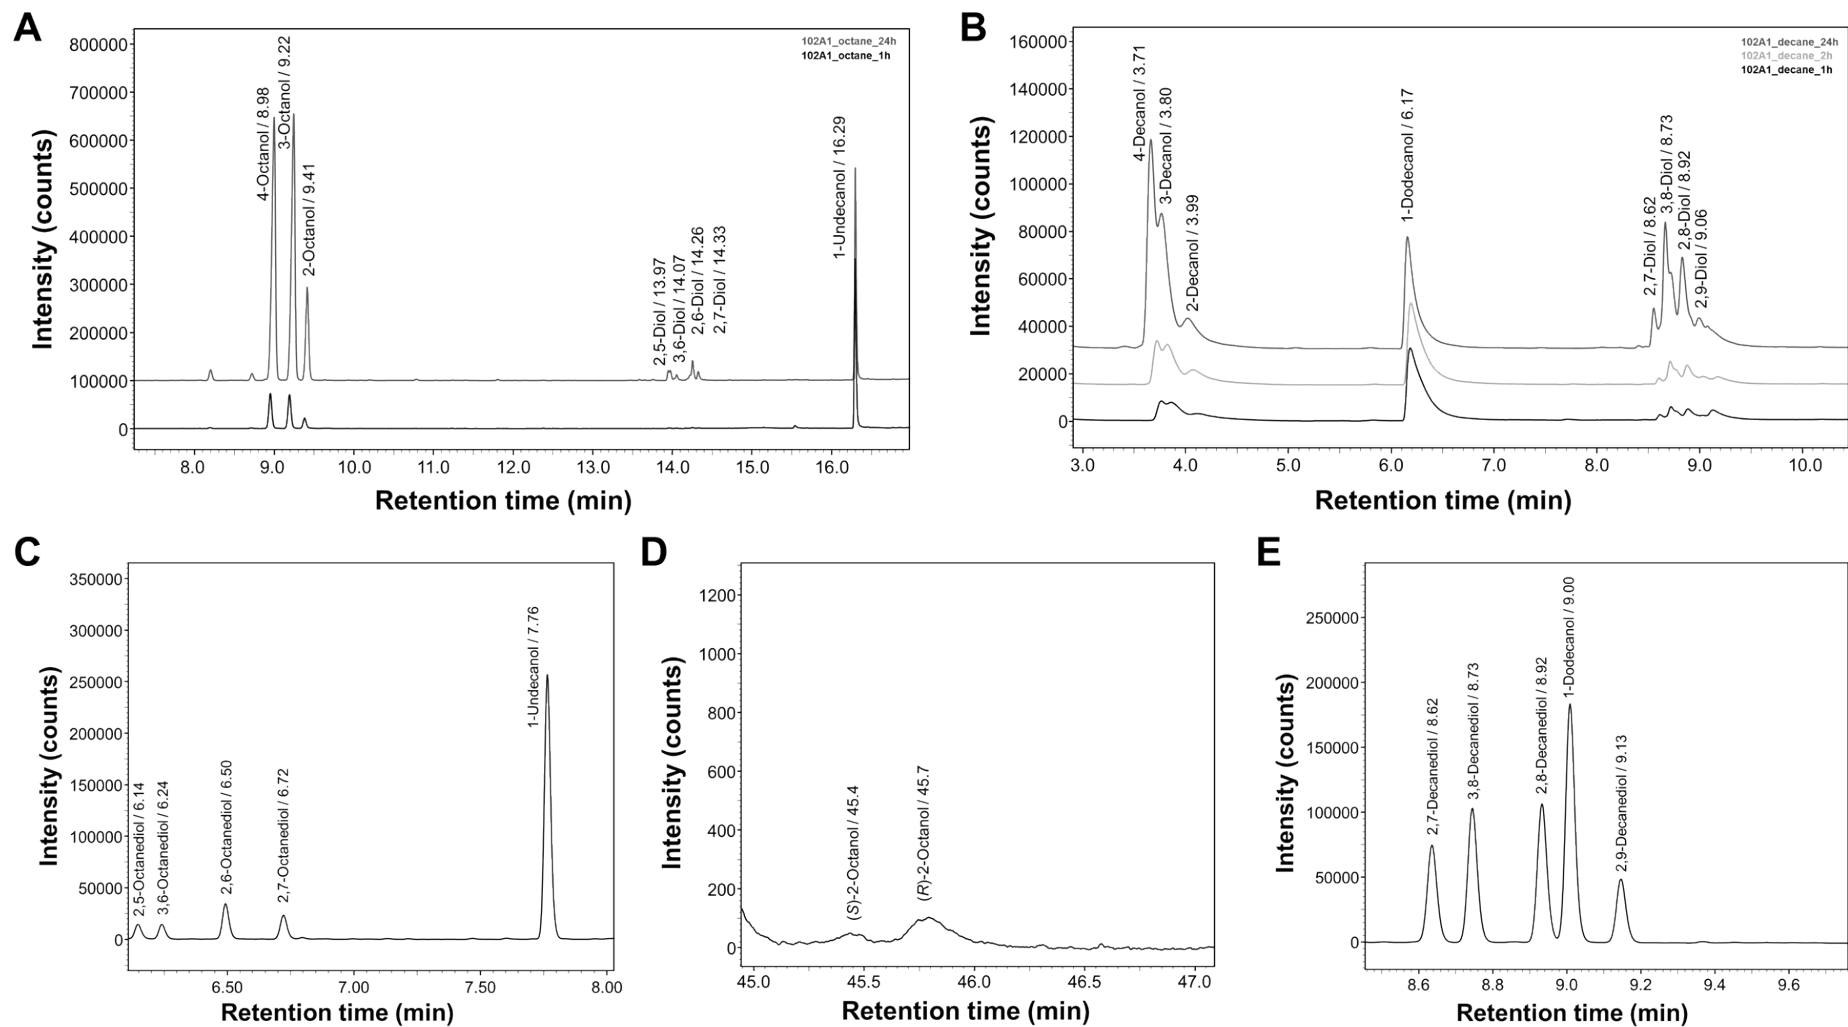 A
Intensity (counts)
800000
700000
600000
500000
400000
300000
200000
100000
0
4-Octanol / 8.98
3-Octanol / 9.22
2-Octanol / 9.41
2,5-Diol / 13.97
3,6-Diol / 14.07
2,6-Diol / 14.26
2,7-Diol / 14.33
1-Undecanol / 16.29
102A1_octane_24h
102A1_octane_1h
8.0 9.0 10.0 11.0 12.0 13.0 14.0 15.0 16.0
Retention time (min)
B
Intensity (counts)
160000
140000
120000
100000
80000
60000
40000
20000
0
4-Decanol / 3.71
3-Decanol / 3.80
2-Decanol / 3.99
1-Dodecanol / 6.17
2,7-Diol / 8.62
3,8-Diol / 8.73
2,8-Diol / 8.92
2,9-Diol / 9.06
102A1_decane_24h
102A1_decane_2h
102A1_decane_1h
3.0 4.0 5.0 6.0 7.0 8.0 9.0 10.0
Retention time (min)
C
Intensity (counts)
350000
300000
250000
200000
150000
100000
50000
0
2,5-Octanediol / 6.14
3,6-Octanediol / 6.24
2,6-Octanediol / 6.50
2,7-Octanediol / 6.72
1-Undecanol / 7.76
6.50 7.00 7.50 8.00
Retention time (min)
D
Intensity (counts)
1200
1000
800
600
400
200
0
(S)-2-Octanol / 45.4
(R)-2-Octanol / 45.7
45.0 45.5 46.0 46.5 47.0
Retention time (min)
E
Intensity (counts)
250000
200000
150000
100000
50000
0
2,7-Decanediol / 8.62
3,8-Decanediol / 8.73
2,8-Decanediol / 8.92
1-Dodecanol / 9.00
2,9-Decanediol / 9.13
8.6 8.8 9.0 9.2 9.4 9.6
Retention time (min)